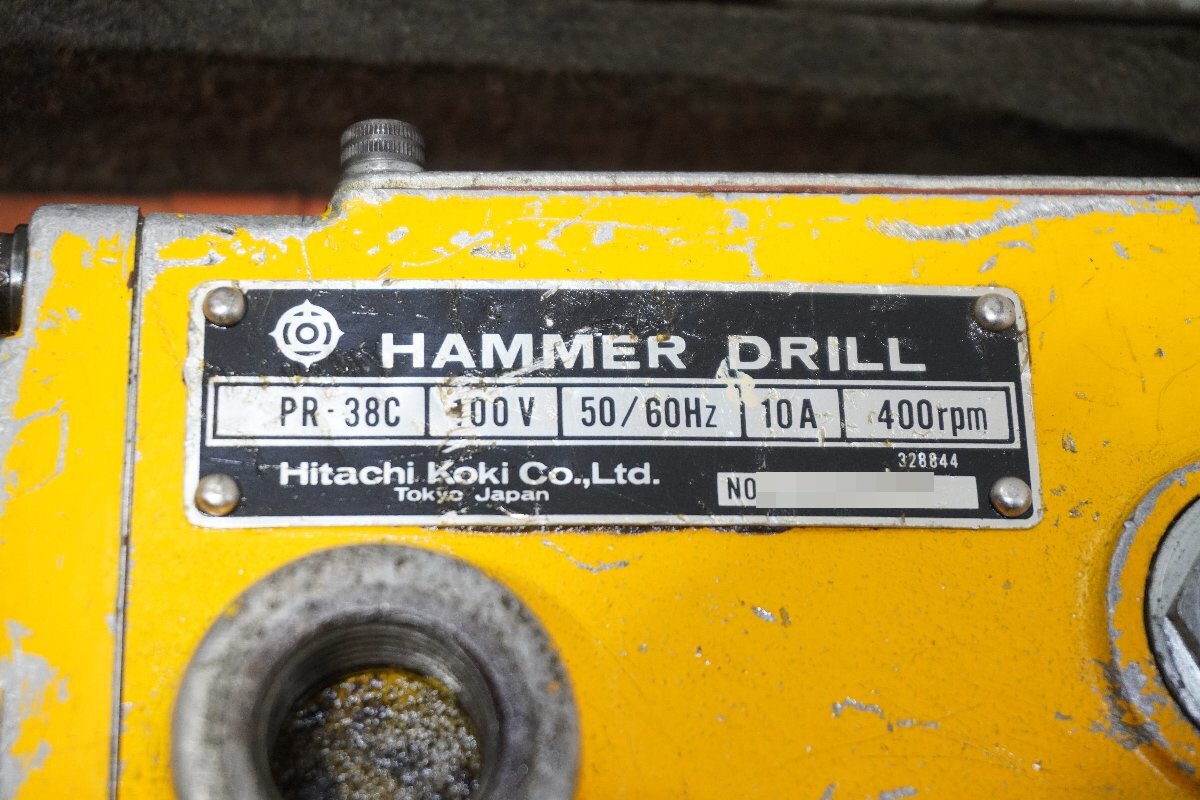 HAMMER DRILL
PR-38C 100V 50/60Hz 10A 400rpm
328844
Hitachi Koki Co.,Ltd.
Tokyo Japan
NO